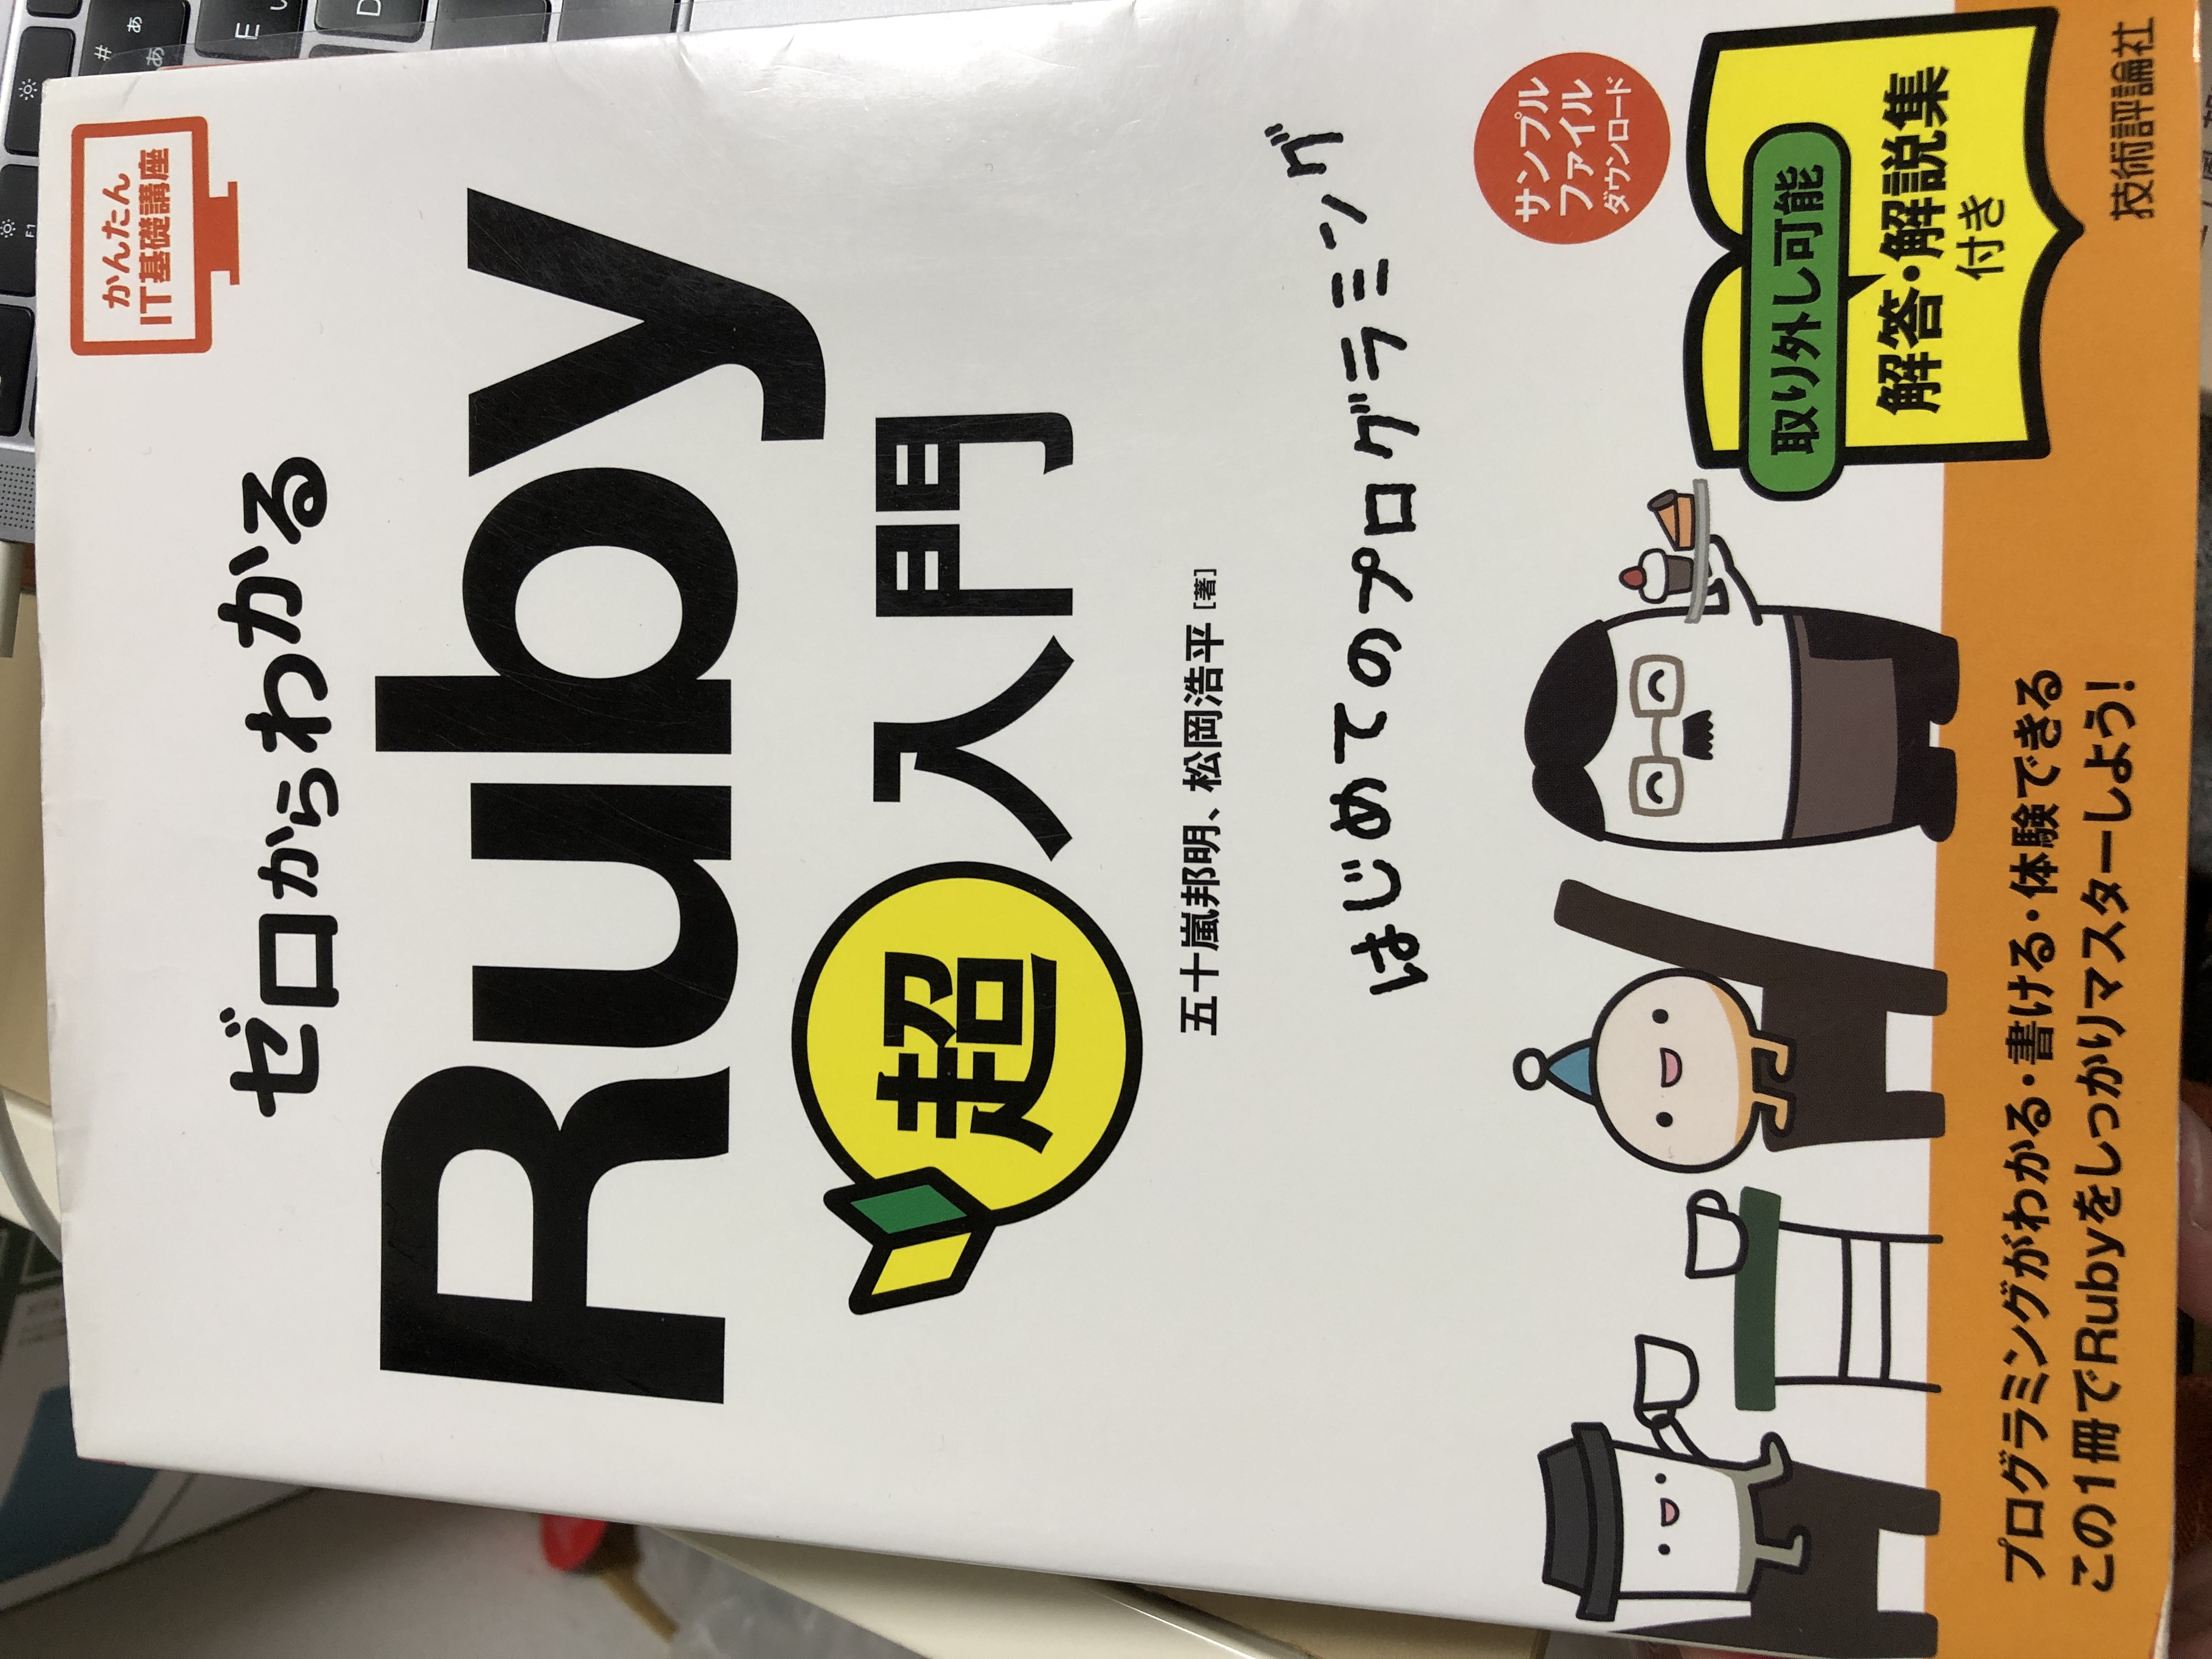 かんたん
IT基礎講座
ゼロからわかる
Ruby
超入門
五十嵐邦明、松岡浩平 [著]
はじめてのプログラミング
サンプル
ファイル
ダウンロード
取り外し可能
解答・解説集
付き
プログラミングがわかる・書ける・体験できる
この1冊でRubyをしっかりマスターしよう!
技術評論社
F1
#
ぁ
あ
E
い
D